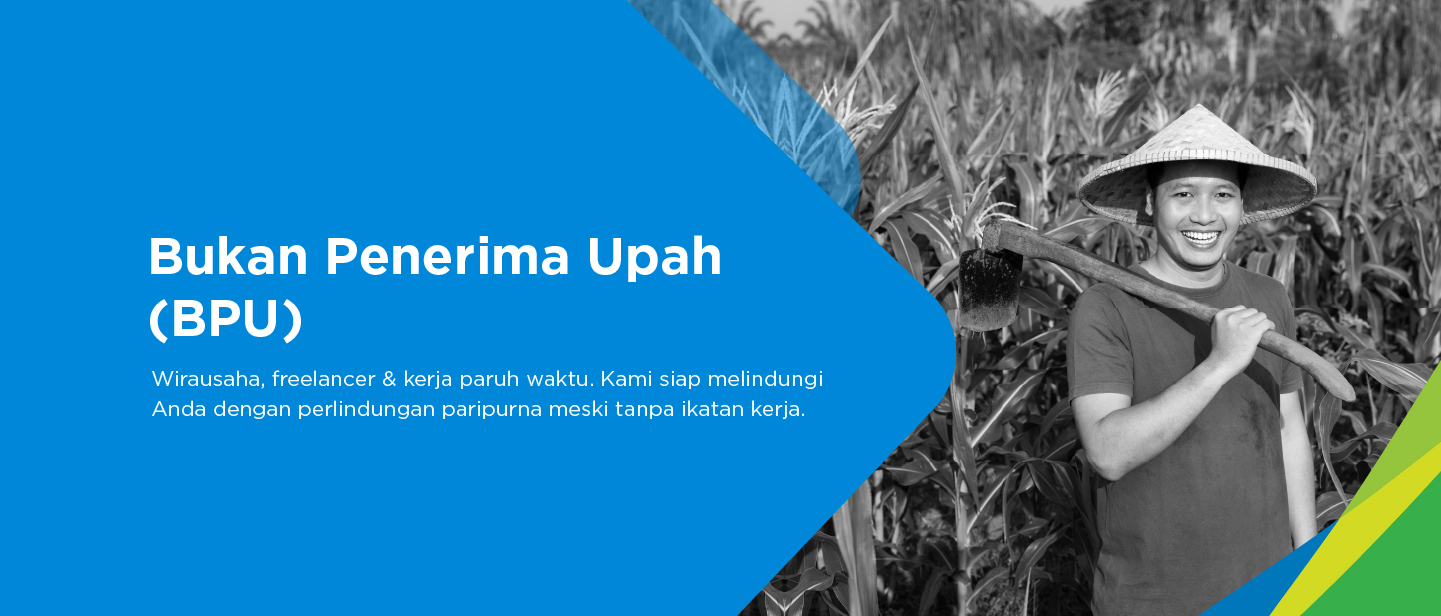 Bukan Penerima Upah
(BPU)
Wirausaha, freelancer & kerja paruh waktu. Kami siap melindungi
Anda dengan perlindungan paripurna meski tanpa ikatan kerja.